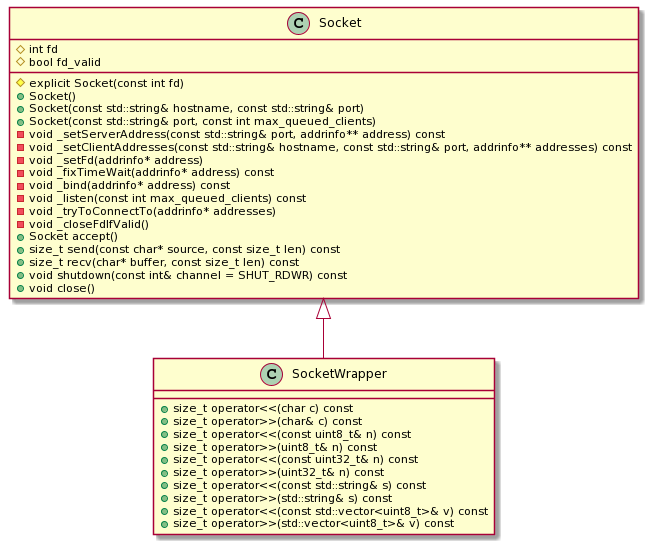 C Socket
int fd
bool fd_valid
explicit Socket(const int fd)
Socket()
Socket(const std::string& hostname, const std::string& port)
Socket(const std::string& port, const int max_queued_clients)
void _setServerAddress(const std::string& port, addrinfo** address) const
void _setClientAddresses(const std::string& hostname, const std::string& port, addrinfo** addresses) const
void _setFd(addrinfo* address)
void _fixTimeWait(addrinfo* address) const
void _bind(addrinfo* address) const
void _listen(const int max_queued_clients) const
void _tryToConnectTo(addrinfo* addresses)
void _closeFdIfValid()
Socket accept()
size_t send(const char* source, const size_t len) const
size_t recv(char* buffer, const size_t len) const
void shutdown(const int& channel = SHUT_RDWR) const
void close()
C SocketWrapper
size_t operator<<(char c) const
size_t operator>>(char& c) const
size_t operator<<(const uint8_t& n) const
size_t operator>>(uint8_t& n) const
size_t operator<<(const uint32_t& n) const
size_t operator>>(uint32_t& n) const
size_t operator<<(const std::string& s) const
size_t operator>>(std::string& s) const
size_t operator<<(const std::vector<uint8_t>& v) const
size_t operator>>(std::vector<uint8_t>& v) const